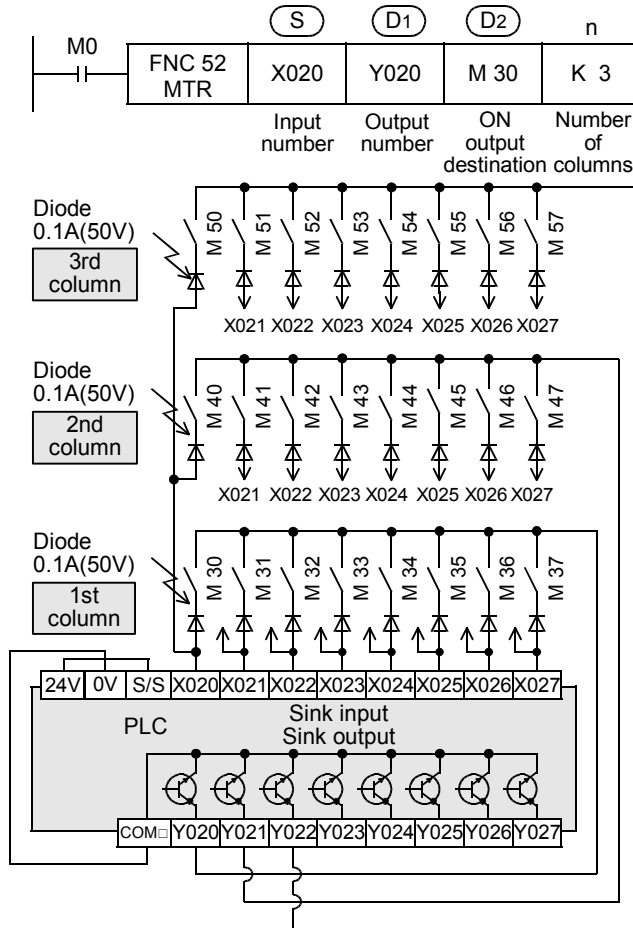 S D1 D2 n
M0
FNC 52 X020 Y020 M 30 K 3
MTR
Input Output ON Number
number number output of
destination columns
Diode
0.1A(50V)
3rd
column
M 50 M 51 M 52 M 53 M 54 M 55 M 56 M 57
X021 X022 X023 X024 X025 X026 X027
Diode
0.1A(50V)
2nd
column
M 40 M 41 M 42 M 43 M 44 M 45 M 46 M 47
X021 X022 X023 X024 X025 X026 X027
Diode
0.1A(50V)
1st
column
M 30 M 31 M 32 M 33 M 34 M 35 M 36 M 37
24V 0V S/S X020 X021 X022 X023 X024 X025 X026 X027
PLC
Sink input
Sink output
COM□ Y020 Y021 Y022 Y023 Y024 Y025 Y026 Y027